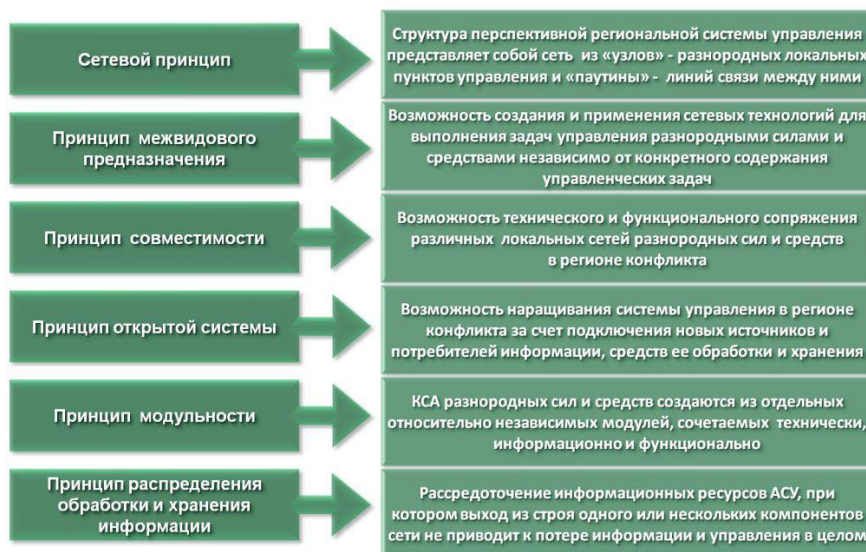 Сетевой принцип
Структура перспективной региональной системы управления
представляет собой сеть из «узлов» - разнородных локальных
пунктов управления и «паутины» - линий связи между ними
Принцип межвидового
предназначения
Возможность создания и применения сетевых технологий для
выполнения задач управления разнородными силами и
средствами независимо от конкретного содержания
управленческих задач
Принцип совместимости
Возможность технического и функционального сопряжения
различных локальных сетей разнородных сил и средств
в регионе конфликта
Принцип открытой системы
Возможность наращивания системы управления в регионе
конфликта за счет подключения новых источников и
потребителей информации, средств ее обработки и хранения
Принцип модульности
КСА разнородных сил и средств создаются из отдельных
относительно независимых модулей, сочетаемых технически,
информационно и функционально
Принцип распределения
обработки и хранения
информации
Рассредоточение информационных ресурсов АСУ, при
котором выход из строя одного или нескольких компонентов
сети не приводит к потере информации и управления в целом